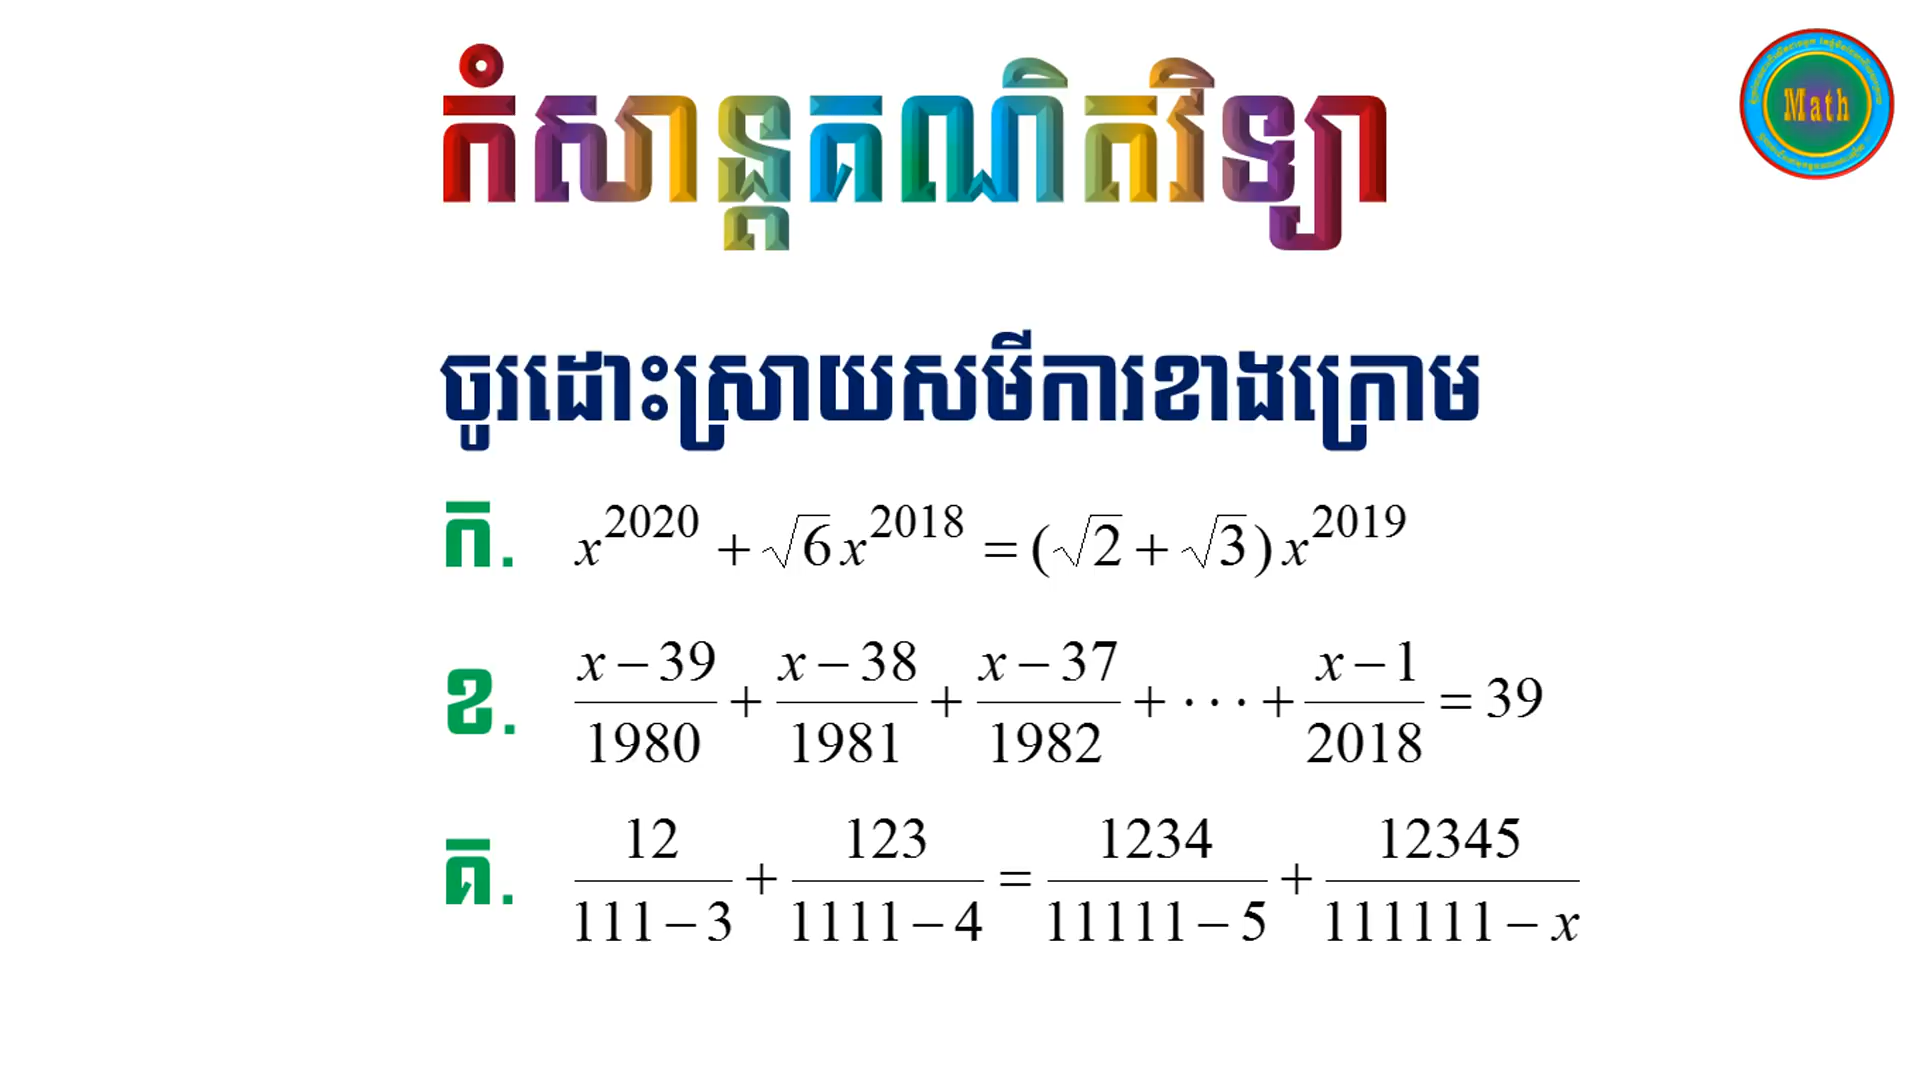 កំសាន្តគណិតវិទ្យា
Math
ចូរដោះស្រាយសមីការខាងក្រោម
ក. x^2020 + √6 x^2018 = (√2 + √3) x^2019
ខ. (x − 39)/1980 + (x − 38)/1981 + (x − 37)/1982 + ··· + (x − 1)/2018 = 39
គ. 12/(111 − 3) + 123/(1111 − 4) = 1234/(11111 − 5) + 12345/(111111 − x)